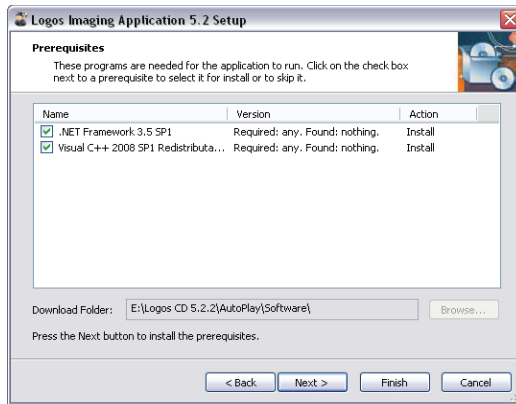 Logos Imaging Application 5.2 Setup
Prerequisites
These programs are needed for the application to run. Click on the check box
next to a prerequisite to select it for install or to skip it.
Name Version Action
.NET Framework 3.5 SP1 Required: any. Found: nothing. Install
Visual C++ 2008 SP1 Redistributa... Required: any. Found: nothing. Install
Download Folder: E:\Logos CD 5.2.2\AutoPlay\Software\ Browse...
Press the Next button to install the prerequisites.
< Back Next > Finish Cancel